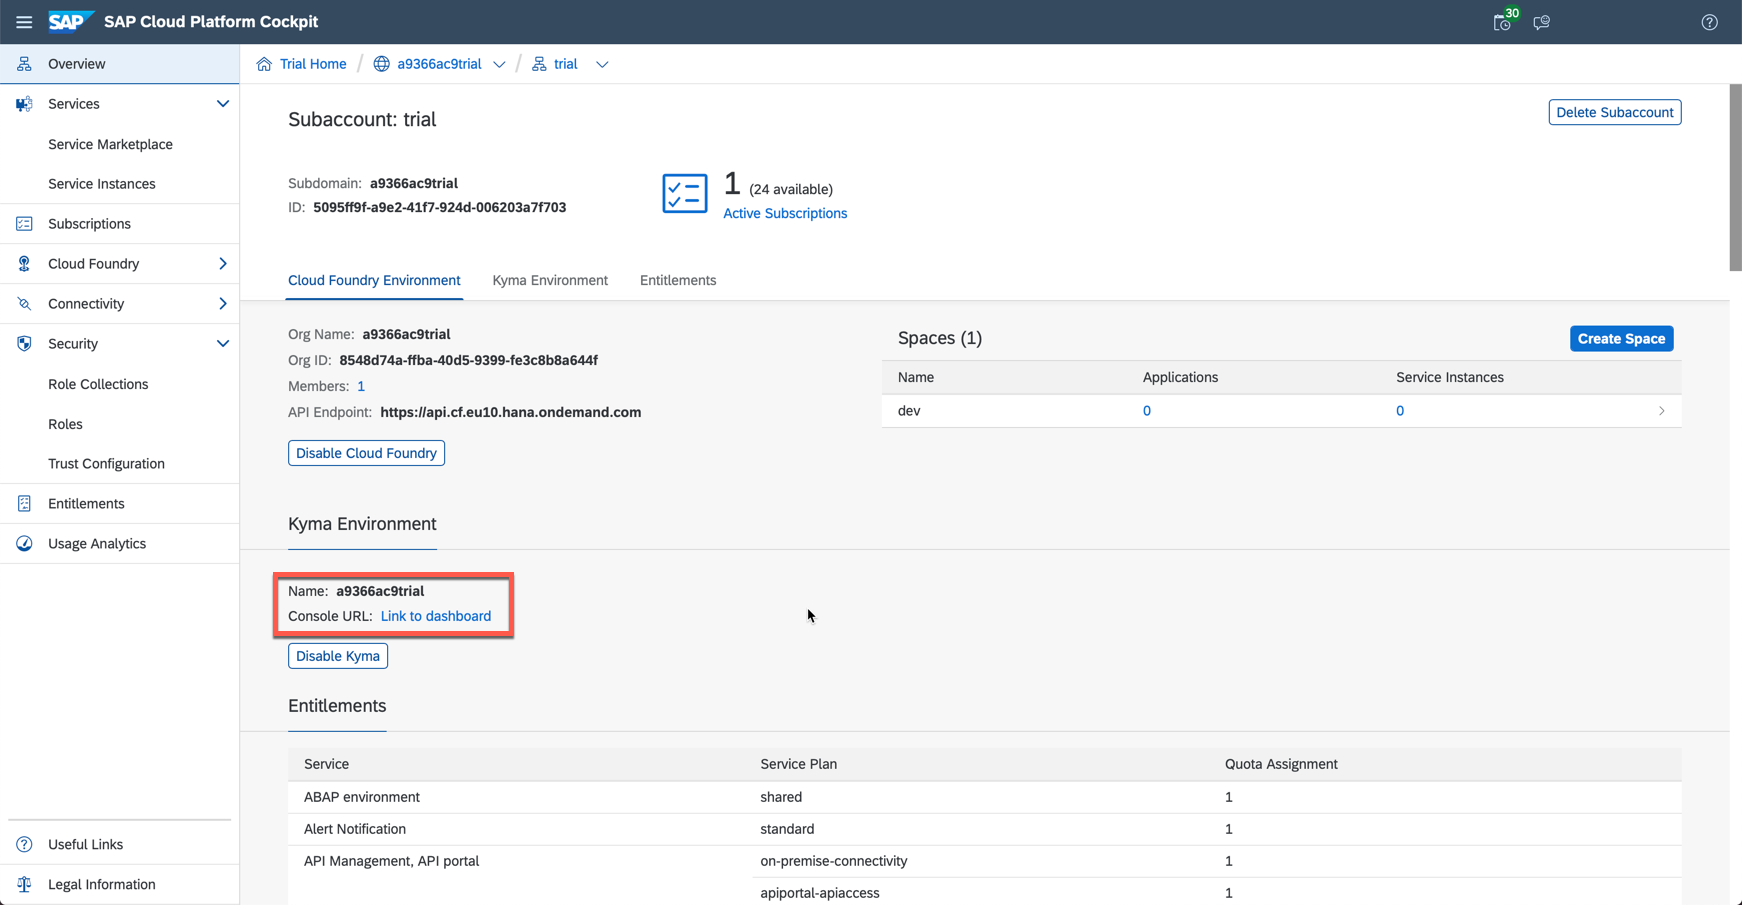 SAP SAP Cloud Platform Cockpit
30
Overview
Services
Service Marketplace
Service Instances
Subscriptions
Cloud Foundry
Connectivity
Security
Role Collections
Roles
Trust Configuration
Entitlements
Usage Analytics
Useful Links
Legal Information
Trial Home / a9366ac9trial / trial
Subaccount: trial
Delete Subaccount
Subdomain: a9366ac9trial
ID: 5095ff9f-a9e2-41f7-924d-006203a7f703
1 (24 available)
Active Subscriptions
Cloud Foundry Environment Kyma Environment Entitlements
Org Name: a9366ac9trial
Org ID: 8548d74a-ffba-40d5-9399-fe3c8b8a644f
Members: 1
API Endpoint: https://api.cf.eu10.hana.ondemand.com
Disable Cloud Foundry
Spaces (1)
Create Space
Name Applications Service Instances
dev 0 0
Kyma Environment
Name: a9366ac9trial
Console URL: Link to dashboard
Disable Kyma
Entitlements
Service Service Plan Quota Assignment
ABAP environment shared 1
Alert Notification standard 1
API Management, API portal on-premise-connectivity 1
apiportal-apiaccess 1